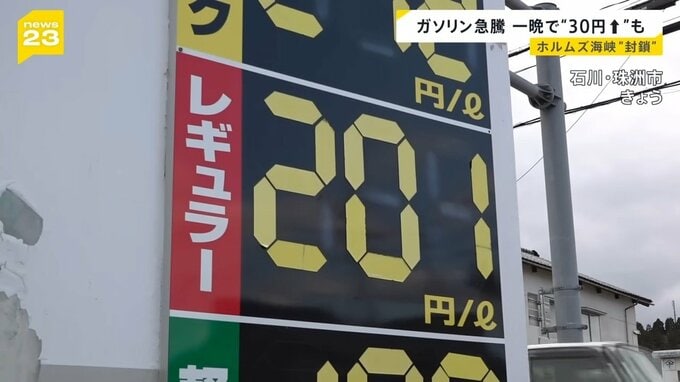 news
23
ガソリン急騰 一晩で“30円⬆”も
ホルムズ海峡“封鎖”
石川・珠洲市
きょう
ク
円/ℓ
レギュラー
201
円/ℓ
軽